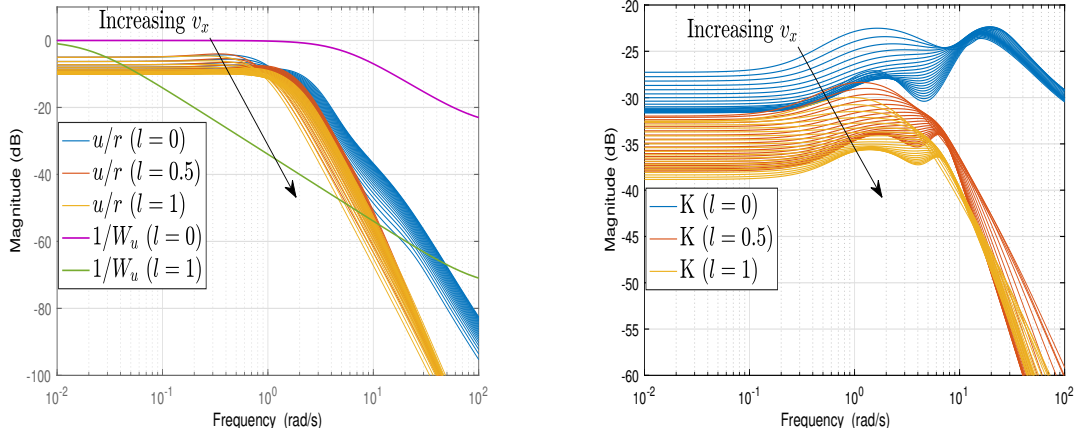 Increasing v_x
0
-20
-40
-60
-80
-100
Magnitude (dB)
u/r (l = 0)
u/r (l = 0.5)
u/r (l = 1)
1/W_u (l = 0)
1/W_u (l = 1)
10^-2
10^-1
10^0
10^1
10^2
Frequency (rad/s)
Increasing v_x
-20
-25
-30
-35
-40
-45
-50
-55
-60
Magnitude (dB)
K (l = 0)
K (l = 0.5)
K (l = 1)
10^-2
10^-1
10^0
10^1
10^2
Frequency (rad/s)